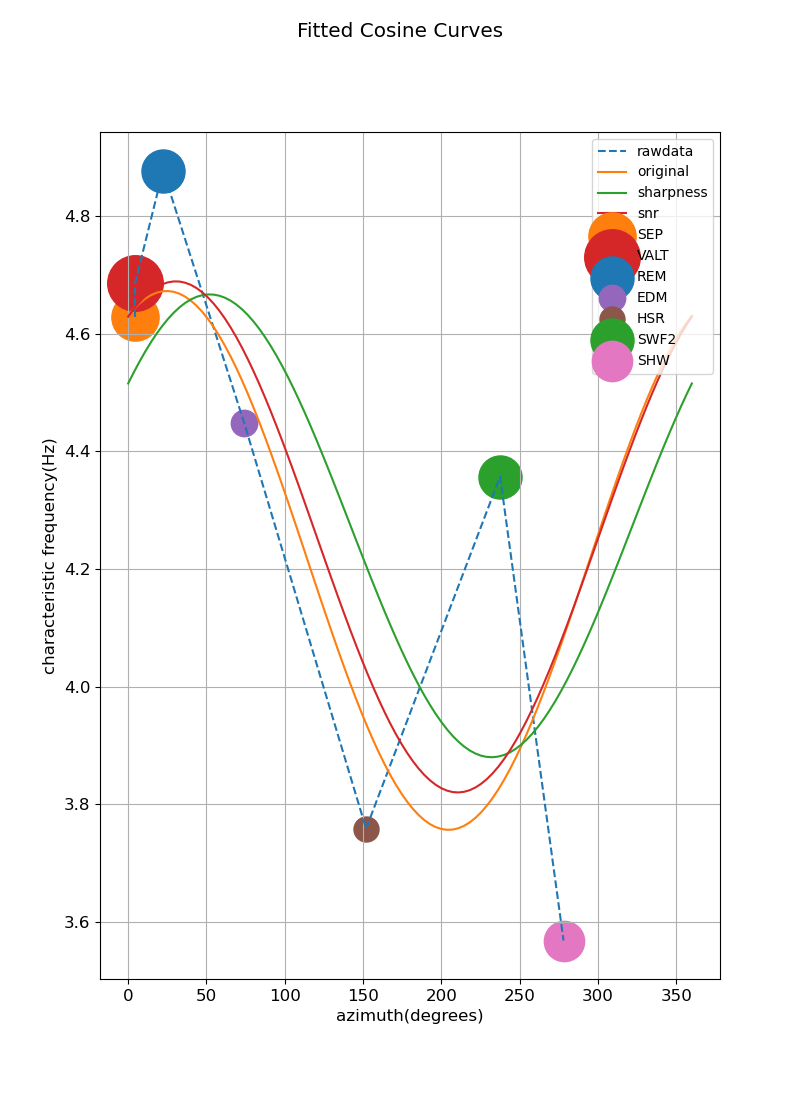 Fitted Cosine Curves
rawdata
original
sharpness
snr
SEP
VALT
REM
EDM
HSR
SWF2
SHW
4.8
4.6
4.4
4.2
4.0
3.8
3.6
characteristic frequency(Hz)
0 50 100 150 200 250 300 350
azimuth(degrees)